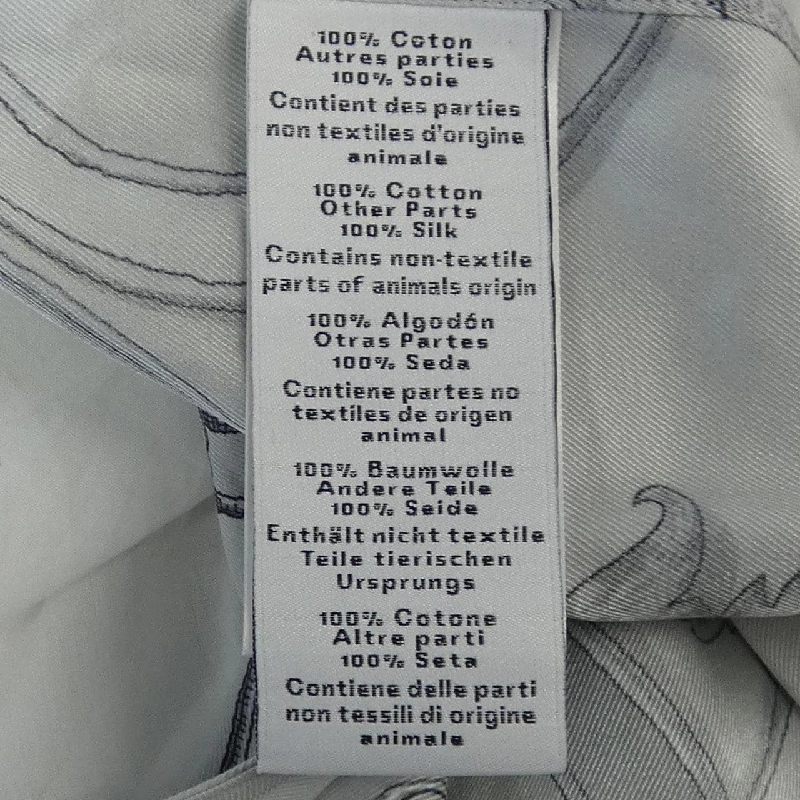 100% Coton
Autres parties
100% Soie
Contient des parties
non textiles d'origine
animale
100% Cotton
Other Parts
100% Silk
Contains non-textile
parts of animals origin
100% Algodón
Otras Partes
100% Seda
Contiene partes no
textiles de origen
animal
100% Baumwolle
Andere Teile
100% Seide
Enthält nicht textile
Teile tierischen
Ursprungs
100% Cotone
Altre parti
100% Seta
Contiene delle parti
non tessili di origine
animale